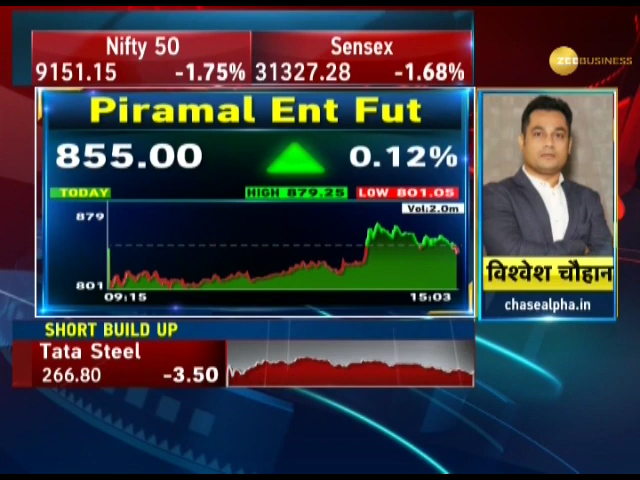 Nifty 50
9151.15 -1.75%
Sensex
31327.28 -1.68%
ZEEBUSINESS
Piramal Ent Fut
855.00 0.12%
TODAY HIGH 879.25 LOW 801.05
Vol:2.0m
879
801
09:15 15:03
विश्वेश चौहान
chasealpha.in
SHORT BUILD UP
Tata Steel
266.80 -3.50